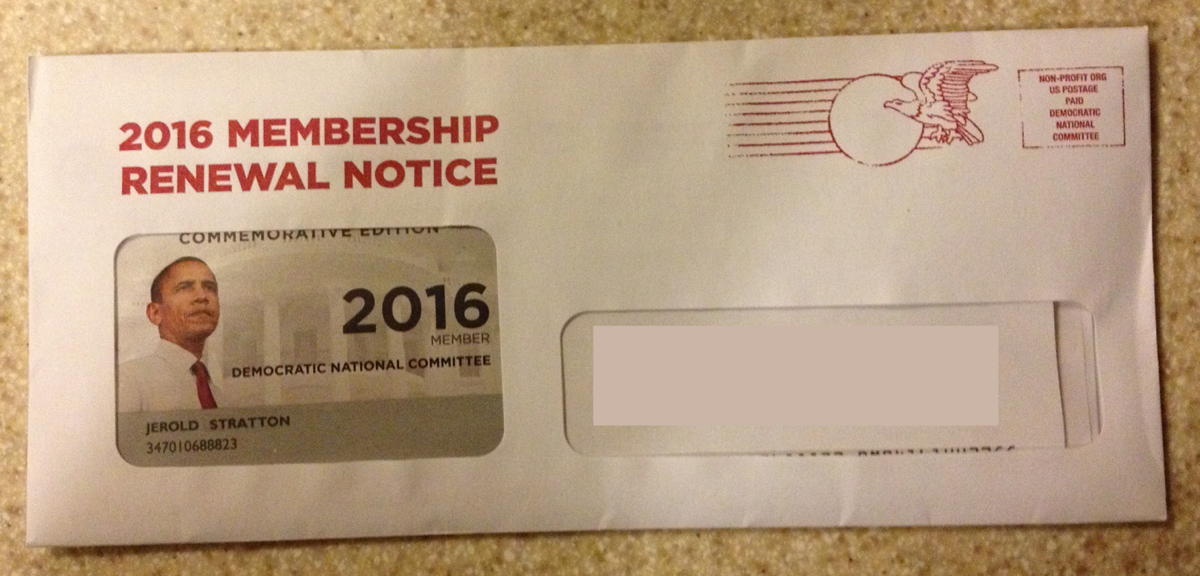 2016 MEMBERSHIP
RENEWAL NOTICE
NON-PROFIT ORG
US POSTAGE
PAID
DEMOCRATIC
NATIONAL
COMMITTEE
COMMEMORATIVE EDITION
2016
MEMBER
DEMOCRATIC NATIONAL COMMITTEE
JEROLD STRATTON
347010688823